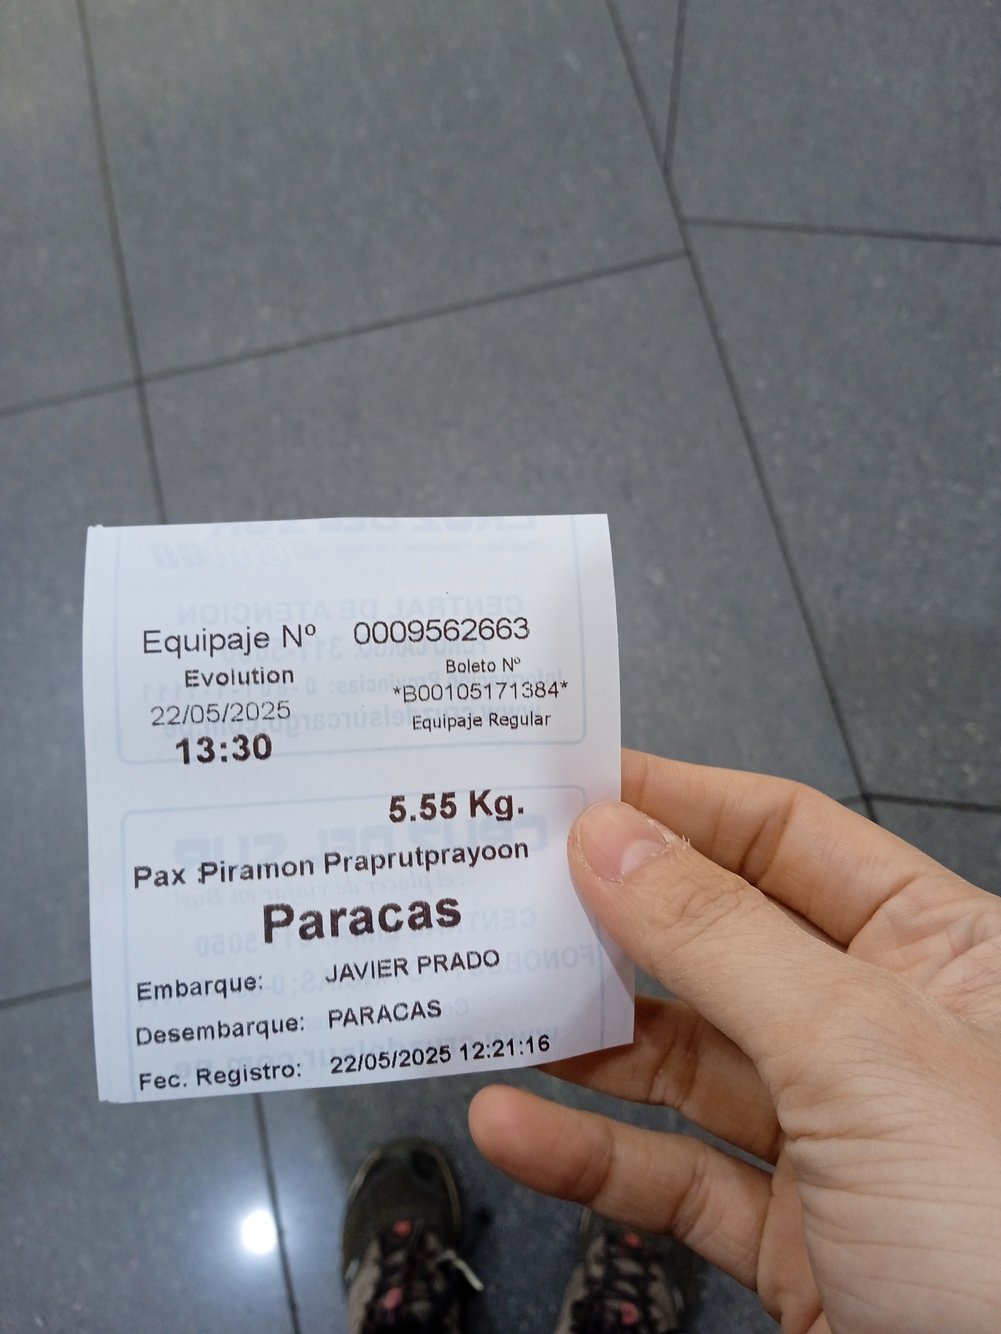 Equipaje Nº 0009562663
Evolution
Boleto Nº
22/05/2025
*B00105171384*
13:30
Equipaje Regular
5.55 Kg.
Pax : Piramon Praprutprayoon
Paracas
Embarque: JAVIER PRADO
Desembarque: PARACAS
Fec. Registro: 22/05/2025 12:21:16